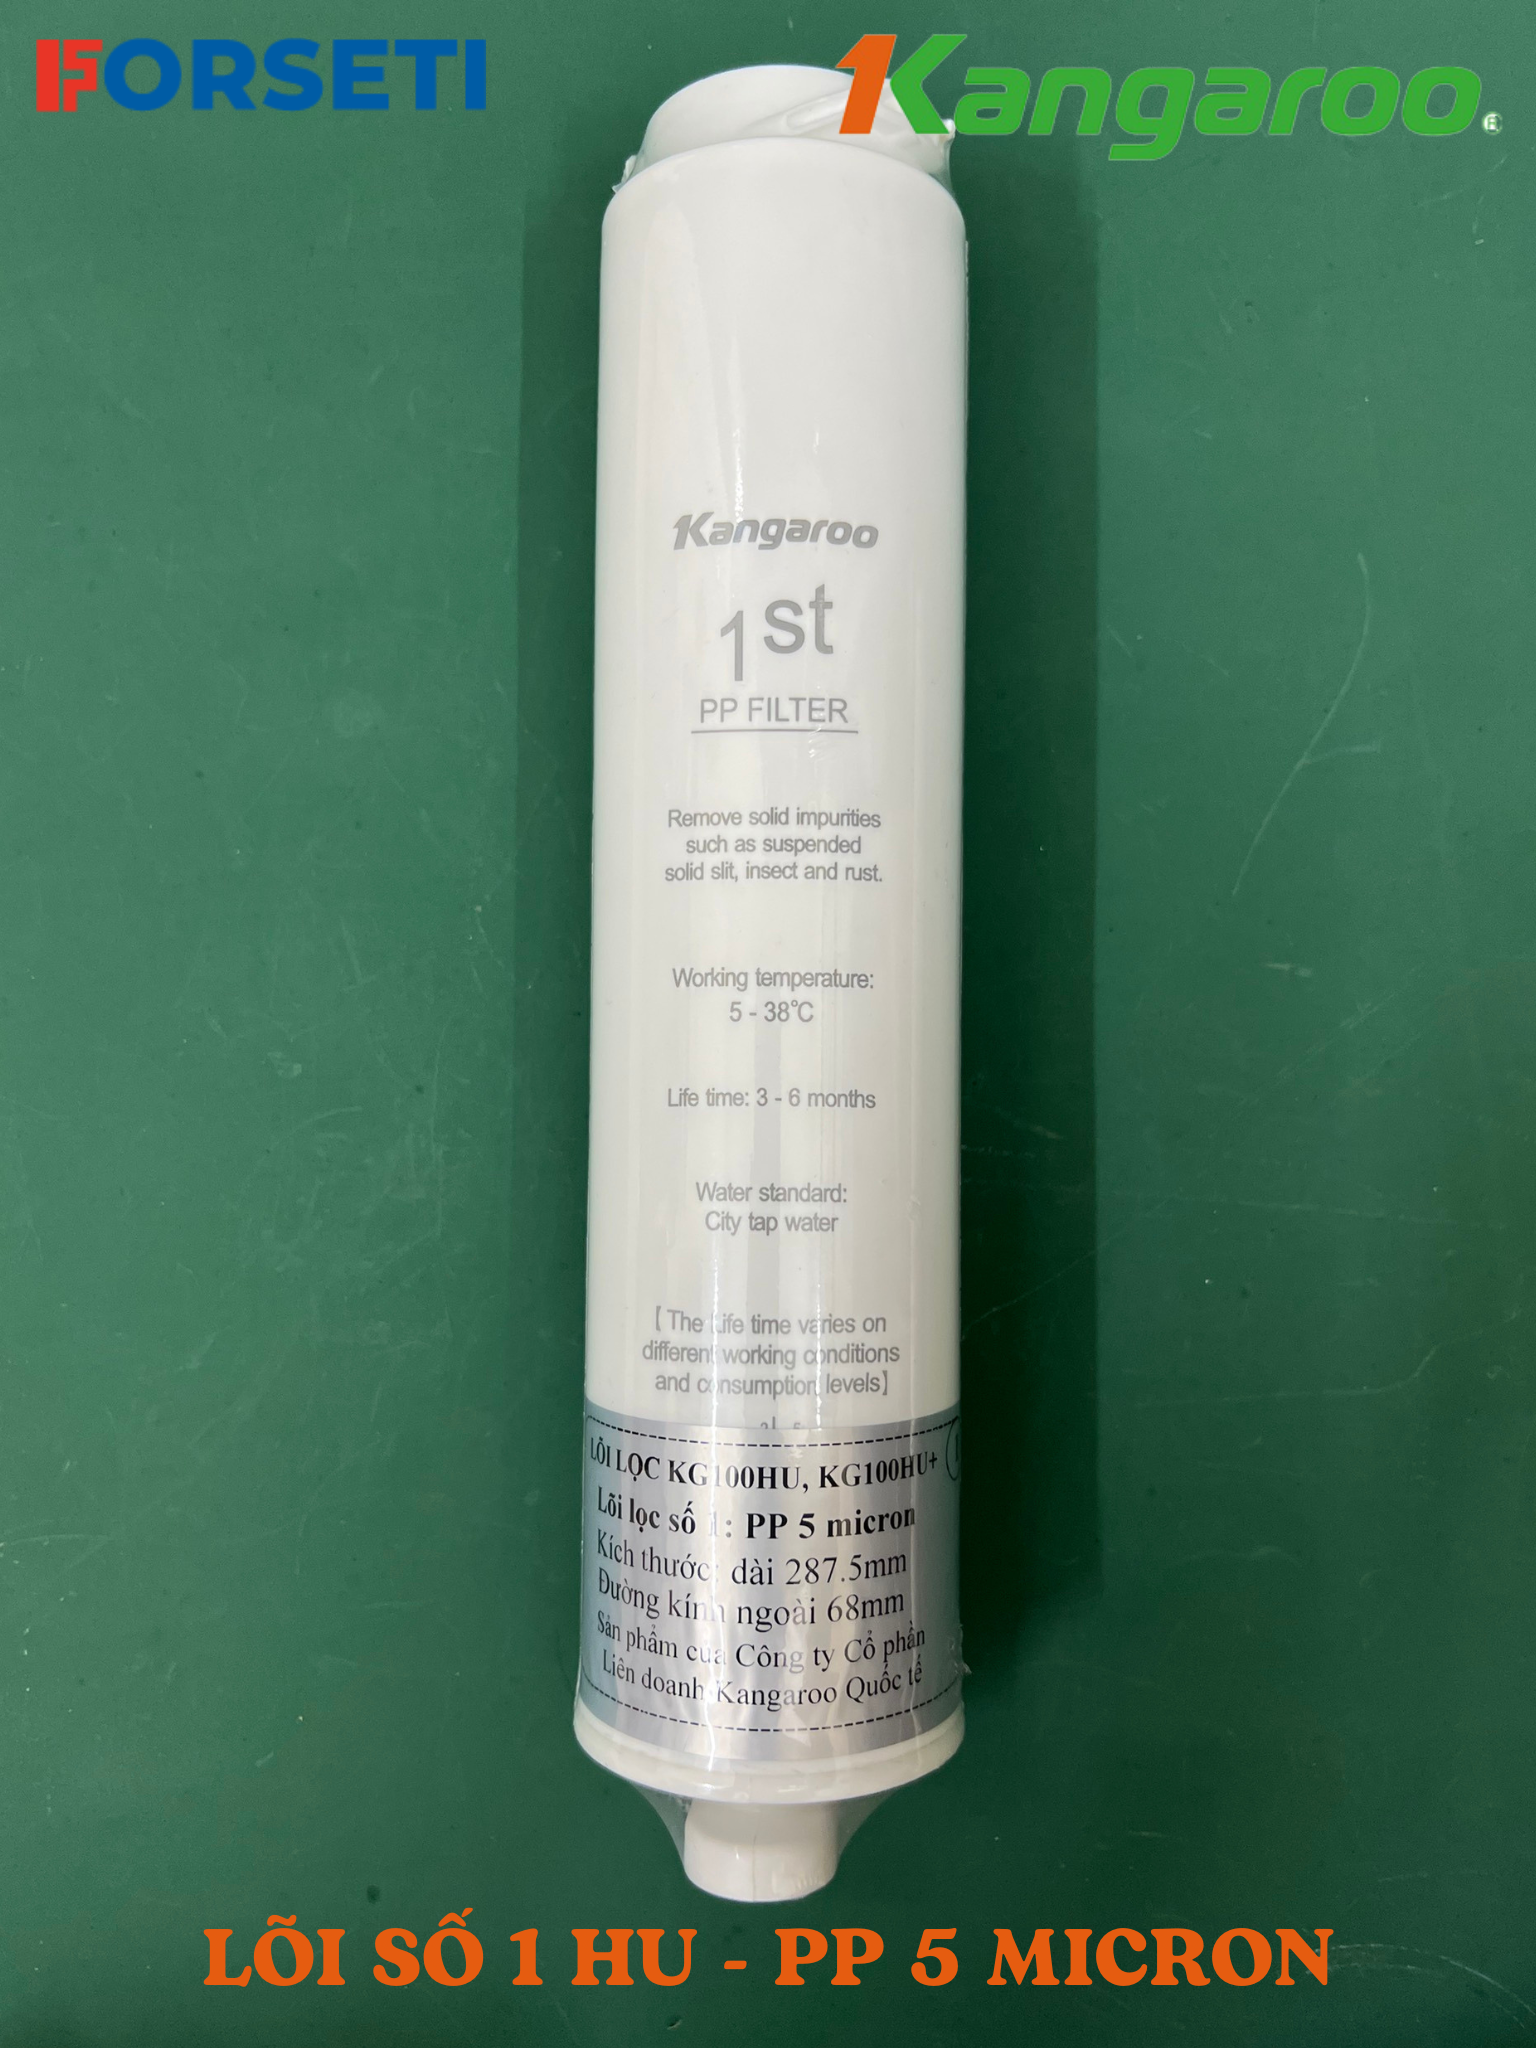 FORSETI
Kangaroo
Kangaroo
1st
PP FILTER
Remove solid impurities
such as suspended
solid slit, insect and rust.
Working temperature:
5 - 38°C
Life time: 3 - 6 months
Water standard:
City tap water
【The Life time varies on
different working conditions
and consumption levels】
LÕI LỌC KG100HU, KG100HU+
Lõi lọc số 1: PP 5 micron
Kích thước: dài 287.5mm
Đường kính ngoài 68mm
Sản phẩm của Công ty Cổ phần
Liên doanh Kangaroo Quốc tế
LÕI SỐ 1 HU - PP 5 MICRON